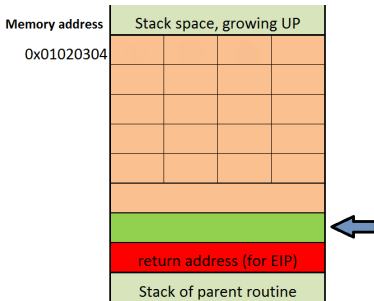 Memory address
Stack space, growing UP
0x01020304
return address (for EIP)
Stack of parent routine